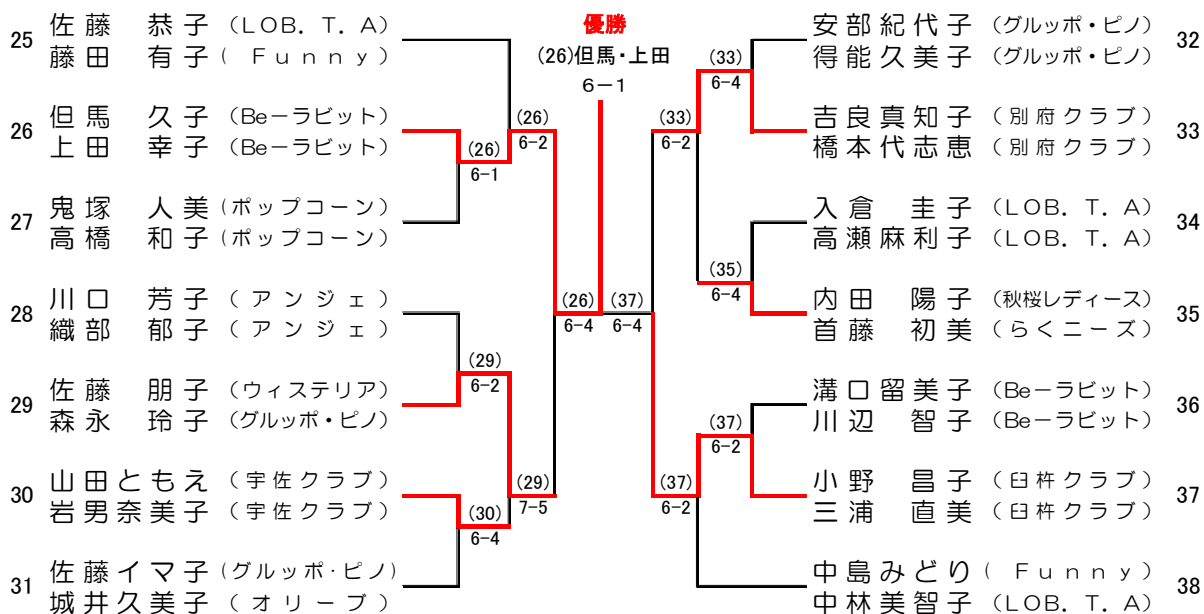 優勝
(26)但馬・上田
6-1
25 佐藤 恭子 (LOB. T. A)
藤田 有子 ( Funny )
26 但馬 久子 (Be-ラビット)
上田 幸子 (Be-ラビット)
27 鬼塚 人美 (ポップコーン)
高橋 和子 (ポップコーン)
28 川口 芳子 ( アンジェ )
織部 郁子 ( アンジェ )
29 佐藤 朋子 (ウィステリア)
森永 玲子 (グルッポ・ピノ)
30 山田ともえ (宇佐クラブ)
岩男奈美子 (宇佐クラブ)
31 佐藤イマ子 (グルッポ・ピノ)
城井久美子 ( オリーブ )
(26)
6-1
(26)
6-2
(29)
6-2
(30)
6-4
(29)
7-5
(26)
6-4
(37)
6-4
(33)
6-2
(37)
6-2
(33)
6-4
(35)
6-4
(37)
6-2
安部紀代子 (グルッポ・ピノ) 32
得能久美子 (グルッポ・ピノ)
吉良真知子 (別府クラブ) 33
橋本代志恵 (別府クラブ)
入倉 圭子 (LOB. T. A) 34
高瀬麻利子 (LOB. T. A)
内田 陽子 (秋桜レディース) 35
首藤 初美 (らくニーズ)
溝口留美子 (Be-ラビット) 36
川辺 智子 (Be-ラビット)
小野 昌子 (臼杵クラブ) 37
三浦 直美 (臼杵クラブ)
中島みどり ( Funny ) 38
中林美智子 (LOB. T. A)